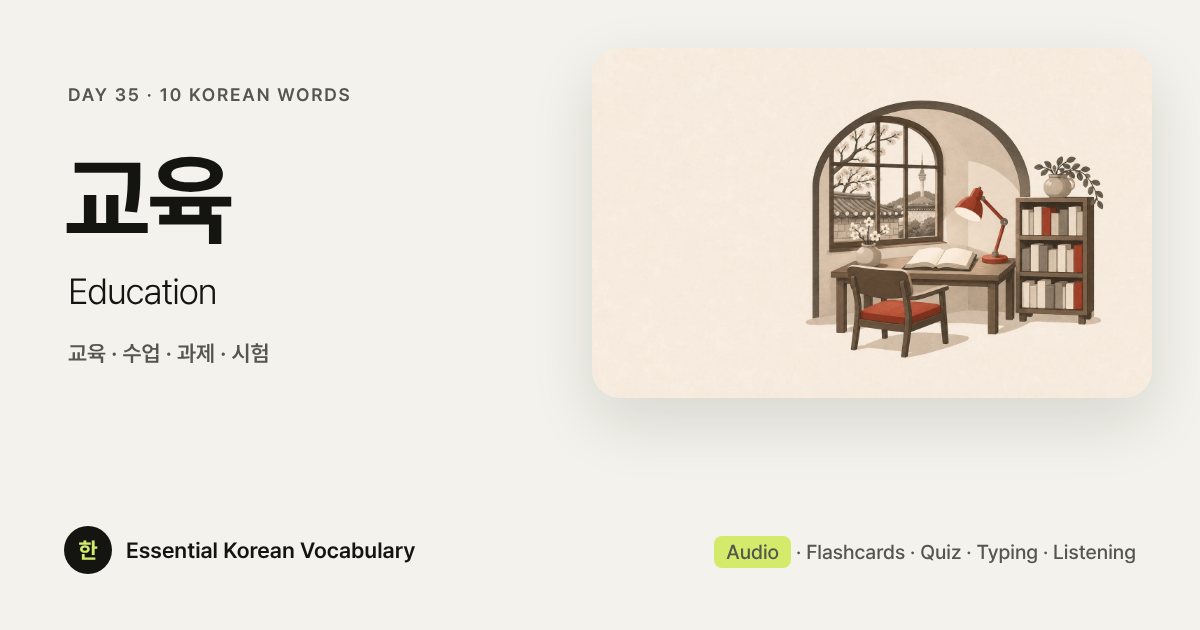 DAY 35 · 10 KOREAN WORDS
교육
Education
교육 · 수업 · 과제 · 시험
한 Essential Korean Vocabulary
Audio · Flashcards · Quiz · Typing · Listening